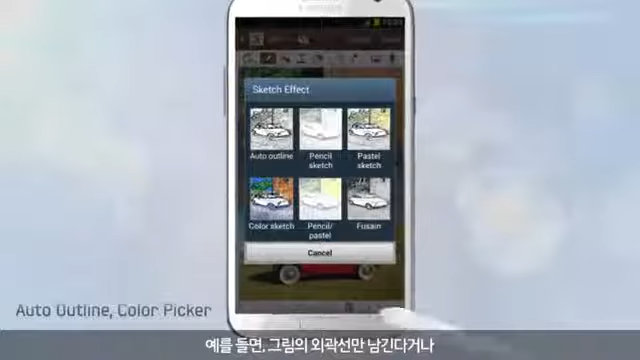 Sketch Effect
Auto outline
Pencil sketch
Pastel sketch
Color sketch
Pencil/ pastel
Fusain
Cancel
Auto Outline, Color Picker
예를 들면, 그림의 외곽선만 남긴다거나